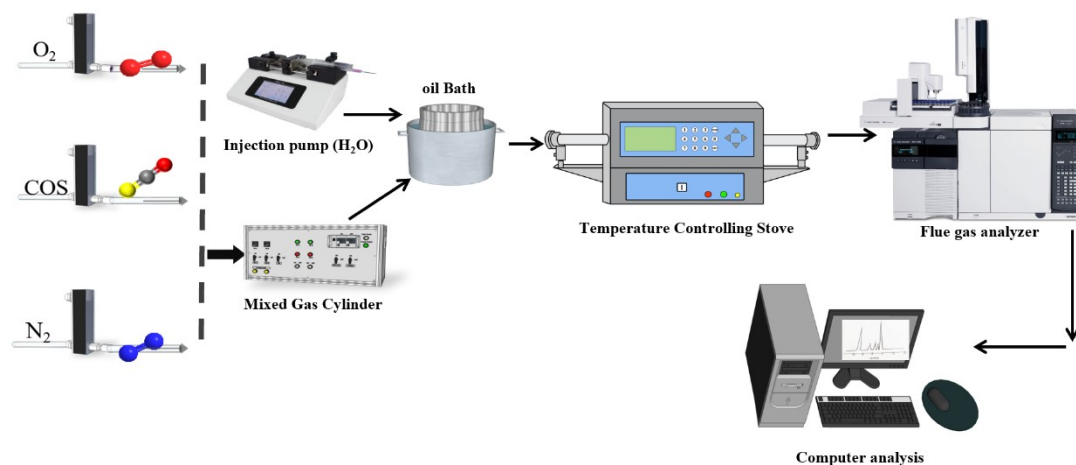 O₂
COS
N₂
Injection pump (H₂O)
Mixed Gas Cylinder
oil Bath
Temperature Controlling Stove
Flue gas analyzer
Computer analysis